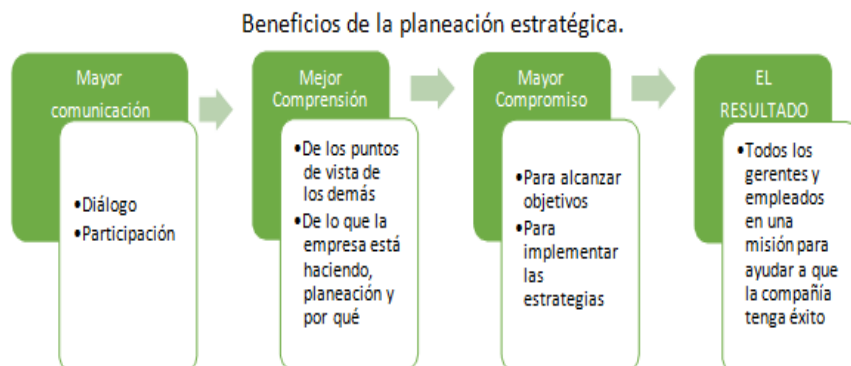 Beneficios de la planeación estratégica.
Mayor
comunicación
•Diálogo
•Participación
Mejor
Comprensión
•De los puntos
de vista de
los demás
•De lo que la
empresa está
haciendo,
planeación y
por qué
Mayor
Compromiso
•Para alcanzar
objetivos
•Para
implementar
las
estrategias
EL
RESULTADO
•Todos los
gerentes y
empleados
en una
misión para
ayudar a que
la compañía
tenga éxito